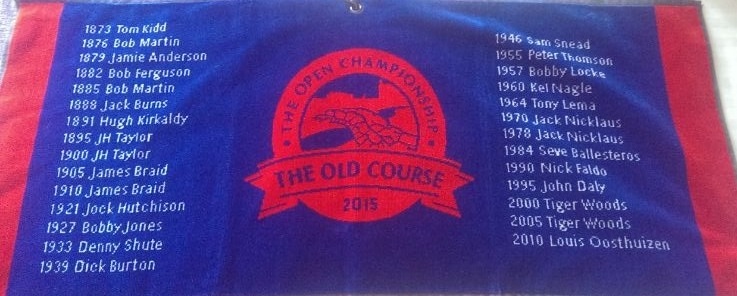 1873 Tom Kidd
1876 Bob Martin
1879 Jamie Anderson
1882 Bob Ferguson
1885 Bob Martin
1888 Jack Burns
1891 Hugh Kirkaldy
1895 JH Taylor
1900 JH Taylor
1905 James Braid
1910 James Braid
1921 Jock Hutchison
1927 Bobby Jones
1933 Denny Shute
1939 Dick Burton
THE OPEN CHAMPIONSHIP
THE OLD COURSE
2015
1946 Sam Snead
1955 Peter Thomson
1957 Bobby Locke
1960 Kel Nagle
1964 Tony Lema
1970 Jack Nicklaus
1978 Jack Nicklaus
1984 Seve Ballesteros
1990 Nick Faldo
1995 John Daly
2000 Tiger Woods
2005 Tiger Woods
2010 Louis Oosthuizen